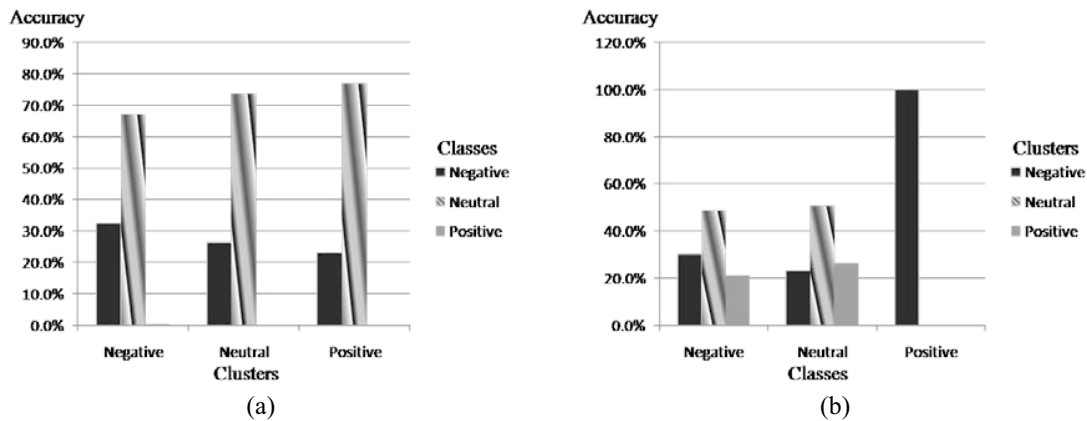 Accuracy
90.0%
80.0%
70.0%
60.0%
50.0%
40.0%
30.0%
20.0%
10.0%
0.0%
Negative Neutral Positive
Clusters
Classes
Negative
Neutral
Positive
(a)
Accuracy
120.0%
100.0%
80.0%
60.0%
40.0%
20.0%
0.0%
Negative Neutral Positive
Classes
Clusters
Negative
Neutral
Positive
(b)